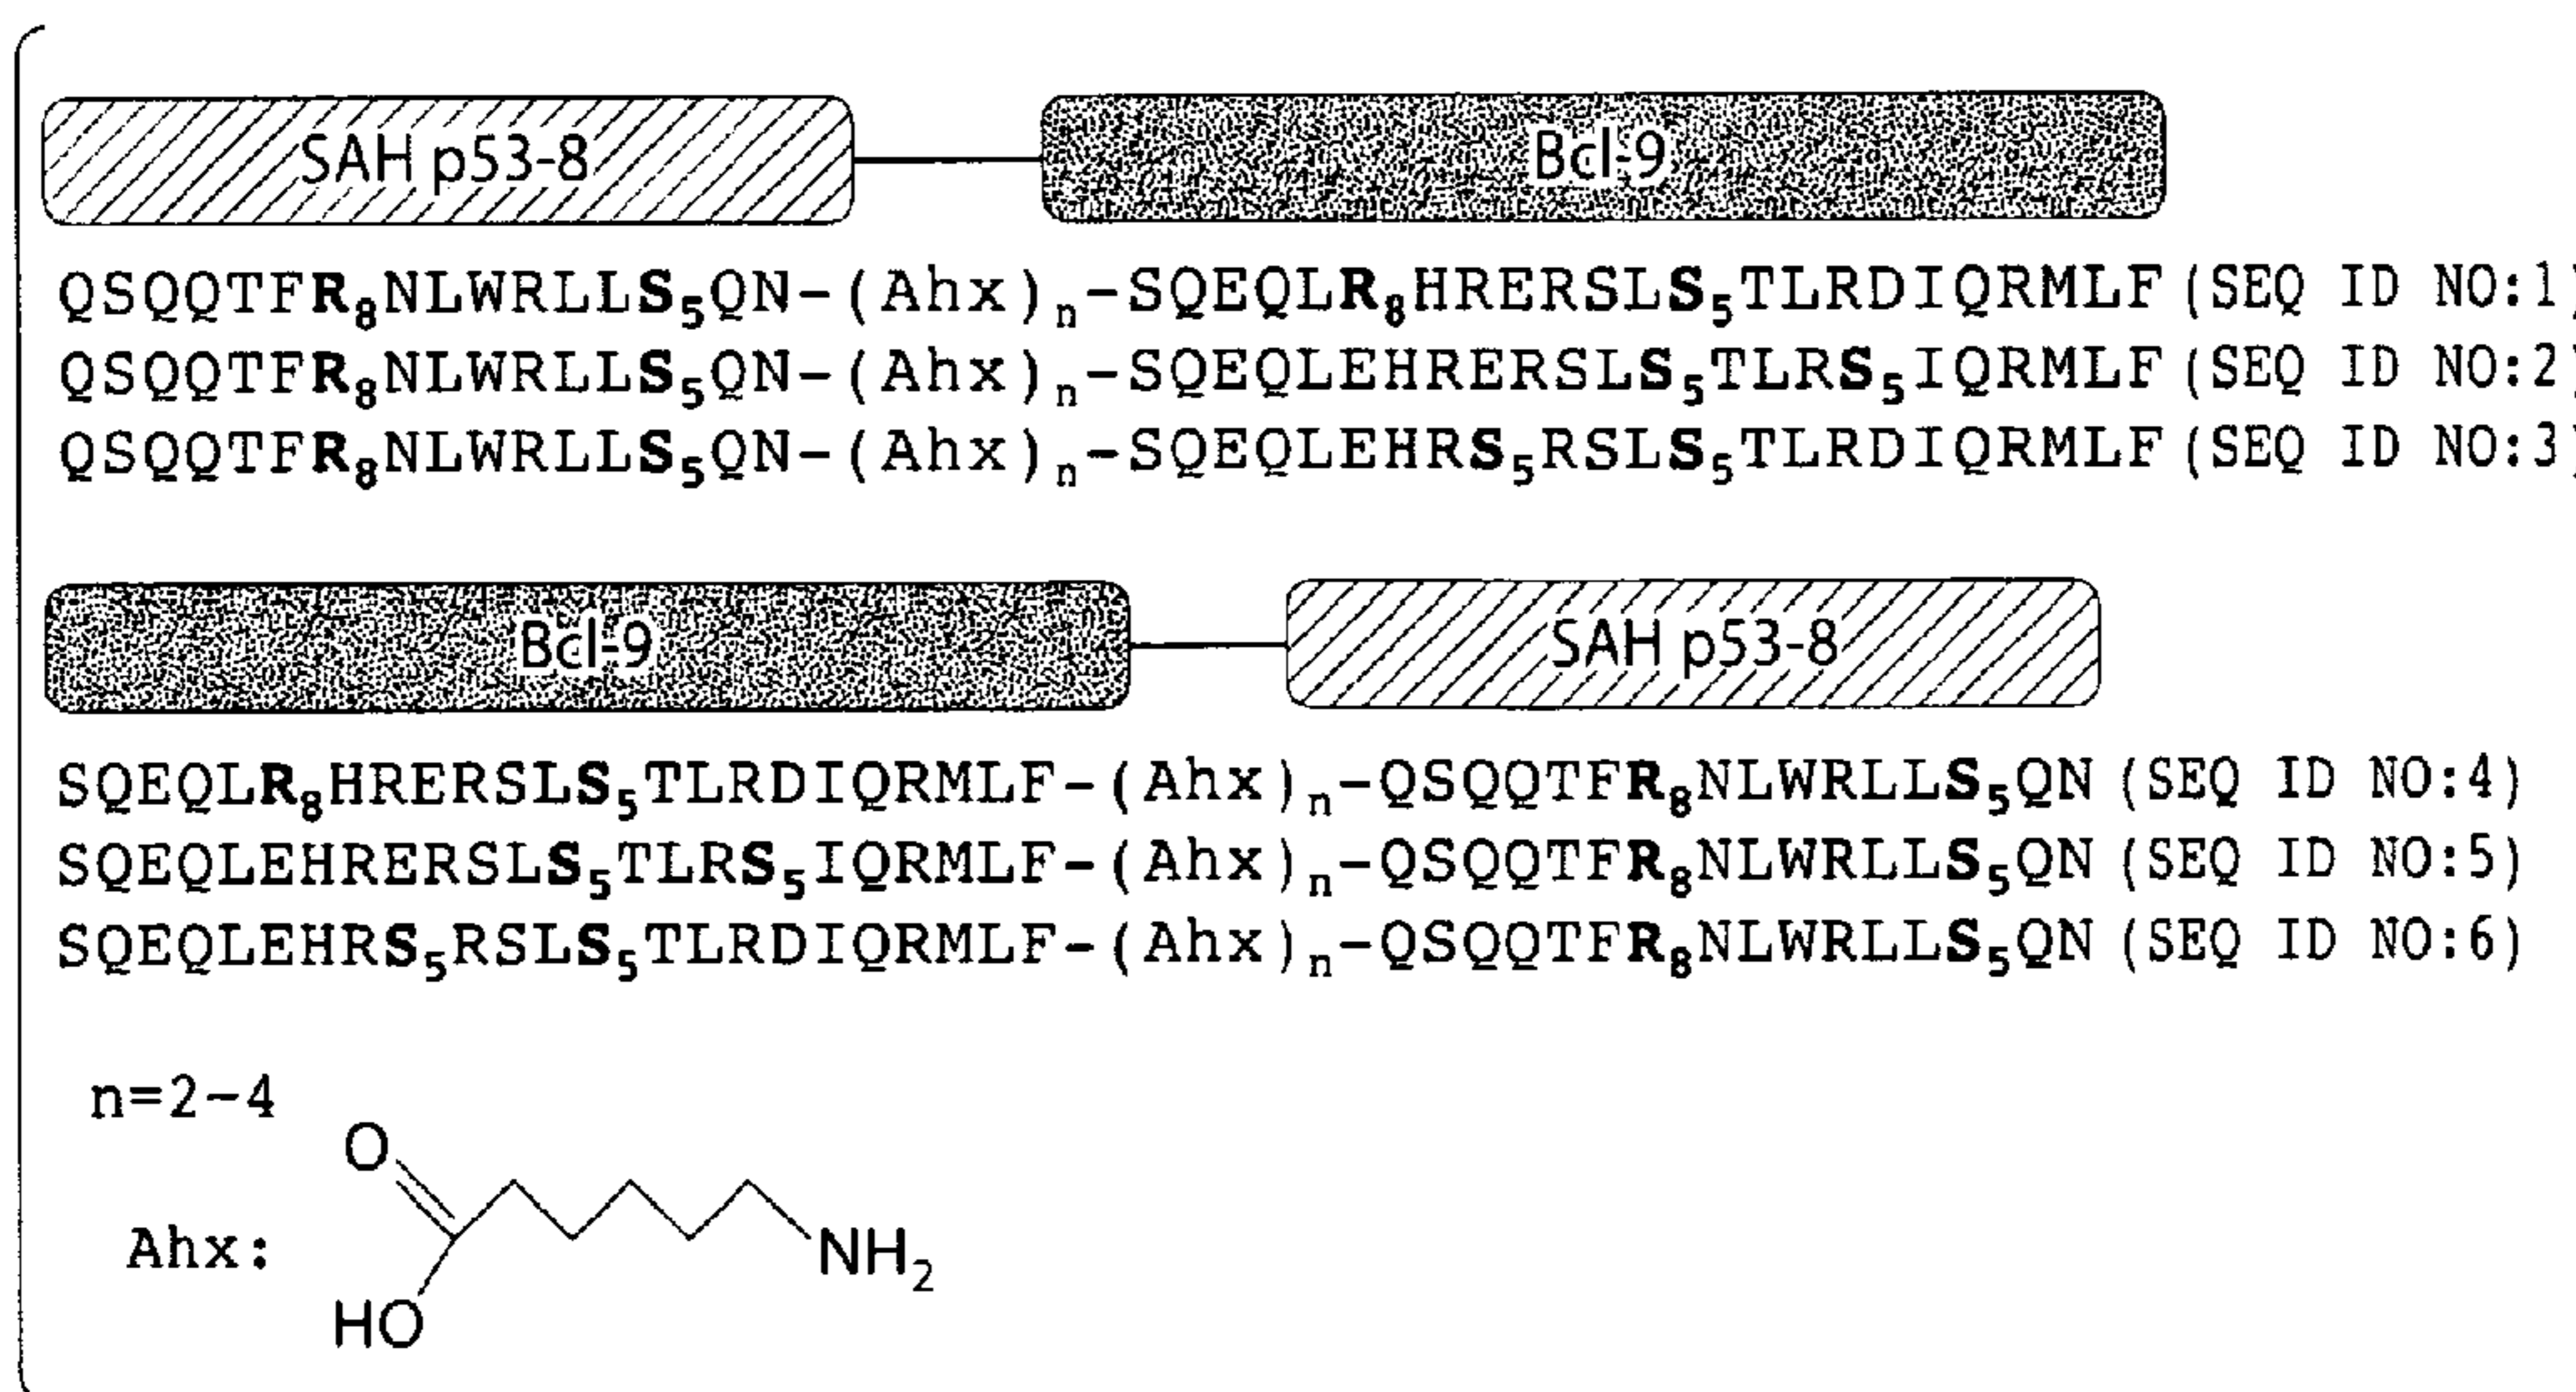 SAH p53-8 Bcl-9
QSQQTFR₈NLWRLLS₅QN-(Ahx)ₙ-SQEQLR₈HRERSLS₅TLRDIQRMLF(SEQ ID NO:1)
QSQQTFR₈NLWRLLS₅QN-(Ahx)ₙ-SQEQLEHRERSLS₅TLRS₅IQRMLF(SEQ ID NO:2)
QSQQTFR₈NLWRLLS₅QN-(Ahx)ₙ-SQEQLEHRS₅RSLS₅TLRDIQRMLF(SEQ ID NO:3)
Bcl-9 SAH p53-8
SQEQLR₈HRERSLS₅TLRDIQRMLF-(Ahx)ₙ-QSQQTFR₈NLWRLLS₅QN (SEQ ID NO:4)
SQEQLEHRERSLS₅TLRS₅IQRMLF-(Ahx)ₙ-QSQQTFR₈NLWRLLS₅QN (SEQ ID NO:5)
SQEQLEHRS₅RSLS₅TLRDIQRMLF-(Ahx)ₙ-QSQQTFR₈NLWRLLS₅QN (SEQ ID NO:6)
n=2-4
O
Ahx: NH₂
HO